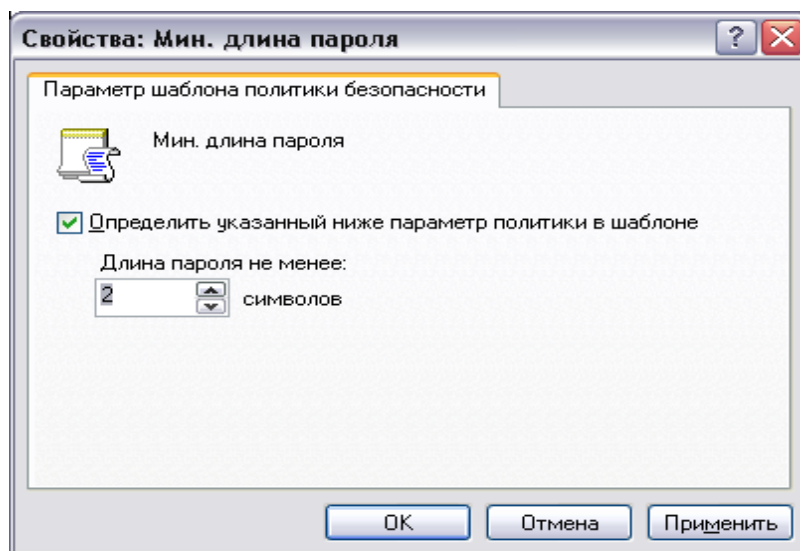 Свойства: Мин. длина пароля
?
Параметр шаблона политики безопасности
Мин. длина пароля
Определить указанный ниже параметр политики в шаблоне
Длина пароля не менее:
2 символов
OK Отмена Применить